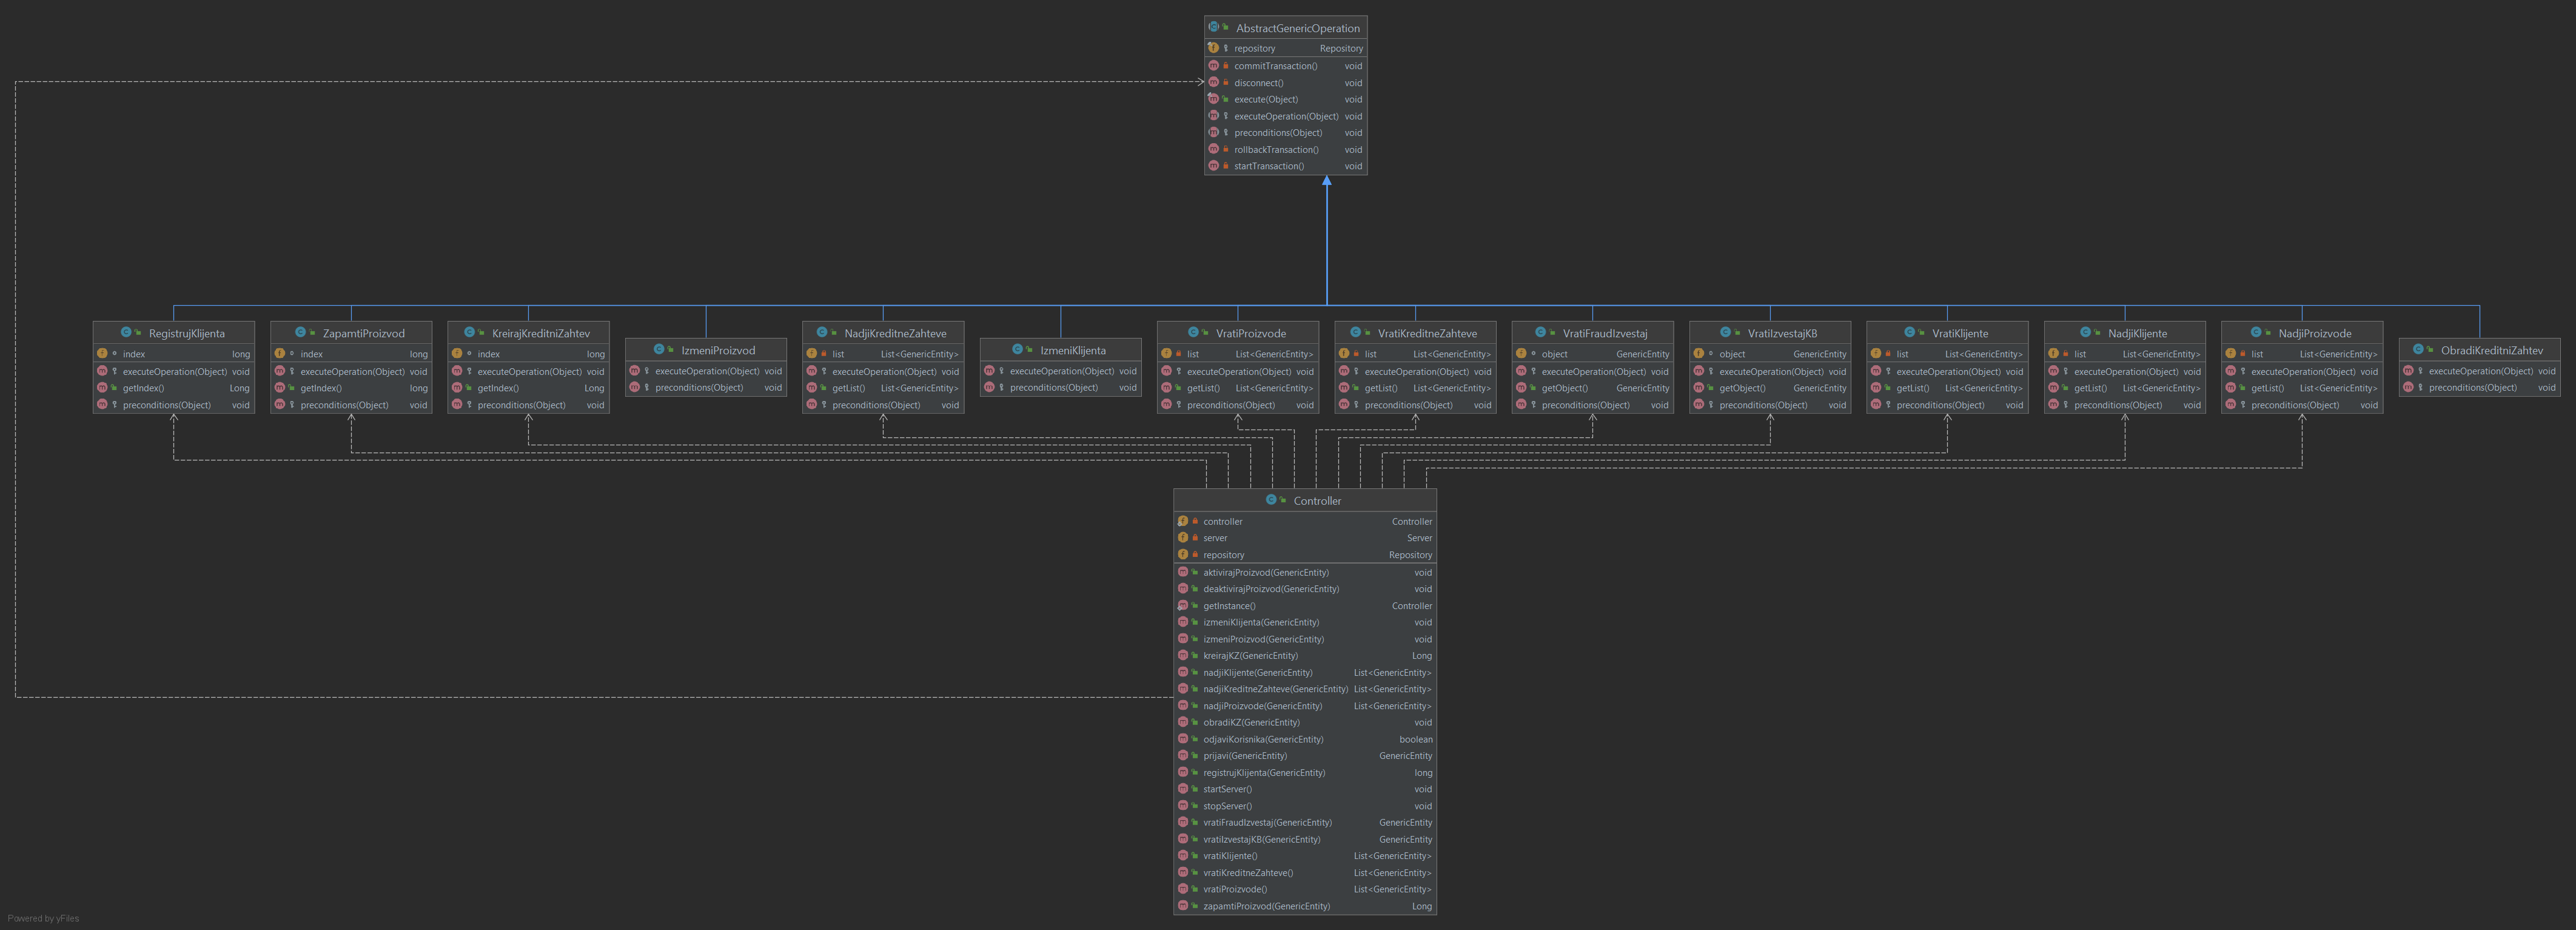 AbstractGenericOperation
repository Repository
commitTransaction() void
disconnect() void
execute(Object) void
executeOperation(Object) void
preconditions(Object) void
rollbackTransaction() void
startTransaction() void
RegistrujKlijenta
index long
executeOperation(Object) void
getIndex() Long
preconditions(Object) void
ZapamtiProizvod
index long
executeOperation(Object) void
getIndex() long
preconditions(Object) void
KreirajKreditniZahtev
index long
executeOperation(Object) void
getIndex() Long
preconditions(Object) void
IzmeniProizvod
executeOperation(Object) void
preconditions(Object) void
NadjiKreditneZahteve
list List<GenericEntity>
executeOperation(Object) void
getList() List<GenericEntity>
preconditions(Object) void
IzmeniKlijenta
executeOperation(Object) void
preconditions(Object) void
VratiProizvode
list List<GenericEntity>
executeOperation(Object) void
getList() List<GenericEntity>
preconditions(Object) void
VratiKreditneZahteve
list List<GenericEntity>
executeOperation(Object) void
getList() List<GenericEntity>
preconditions(Object) void
VratiFraudIzvestaj
object GenericEntity
executeOperation(Object) void
getObject() GenericEntity
preconditions(Object) void
VratiIzvestajKB
object GenericEntity
executeOperation(Object) void
getObject() GenericEntity
preconditions(Object) void
VratiKlijente
list List<GenericEntity>
executeOperation(Object) void
getList() List<GenericEntity>
preconditions(Object) void
NadjiKlijente
list List<GenericEntity>
executeOperation(Object) void
getList() List<GenericEntity>
preconditions(Object) void
NadjiProizvode
list List<GenericEntity>
executeOperation(Object) void
getList() List<GenericEntity>
preconditions(Object) void
ObradiKreditniZahtev
executeOperation(Object) void
preconditions(Object) void
Controller
controller Controller
server Server
repository Repository
aktivirajProizvod(GenericEntity) void
deaktivirajProizvod(GenericEntity) void
getInstance() Controller
izmeniKlijenta(GenericEntity) void
izmeniProizvod(GenericEntity) void
kreirajKZ(GenericEntity) Long
nadjiKlijente(GenericEntity) List<GenericEntity>
nadjiKreditneZahteve(GenericEntity) List<GenericEntity>
nadjiProizvode(GenericEntity) List<GenericEntity>
obradiKZ(GenericEntity) void
odjaviKorisnika(GenericEntity) boolean
prijavi(GenericEntity) GenericEntity
registrujKlijenta(GenericEntity) long
startServer() void
stopServer() void
vratiFraudIzvestaj(GenericEntity) GenericEntity
vratiIzvestajKB(GenericEntity) GenericEntity
vratiKlijente() List<GenericEntity>
vratiKreditneZahteve() List<GenericEntity>
vratiProizvode() List<GenericEntity>
zapamtiProizvod(GenericEntity) Long
Powered by yFiles